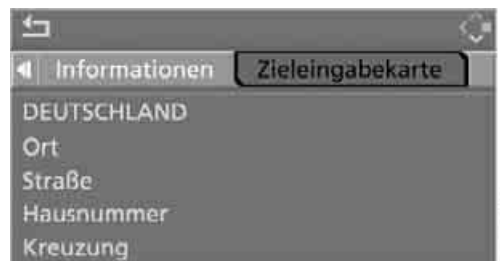 Informationen Zieleingabekarte
DEUTSCHLAND
Ort
Straße
Hausnummer
Kreuzung